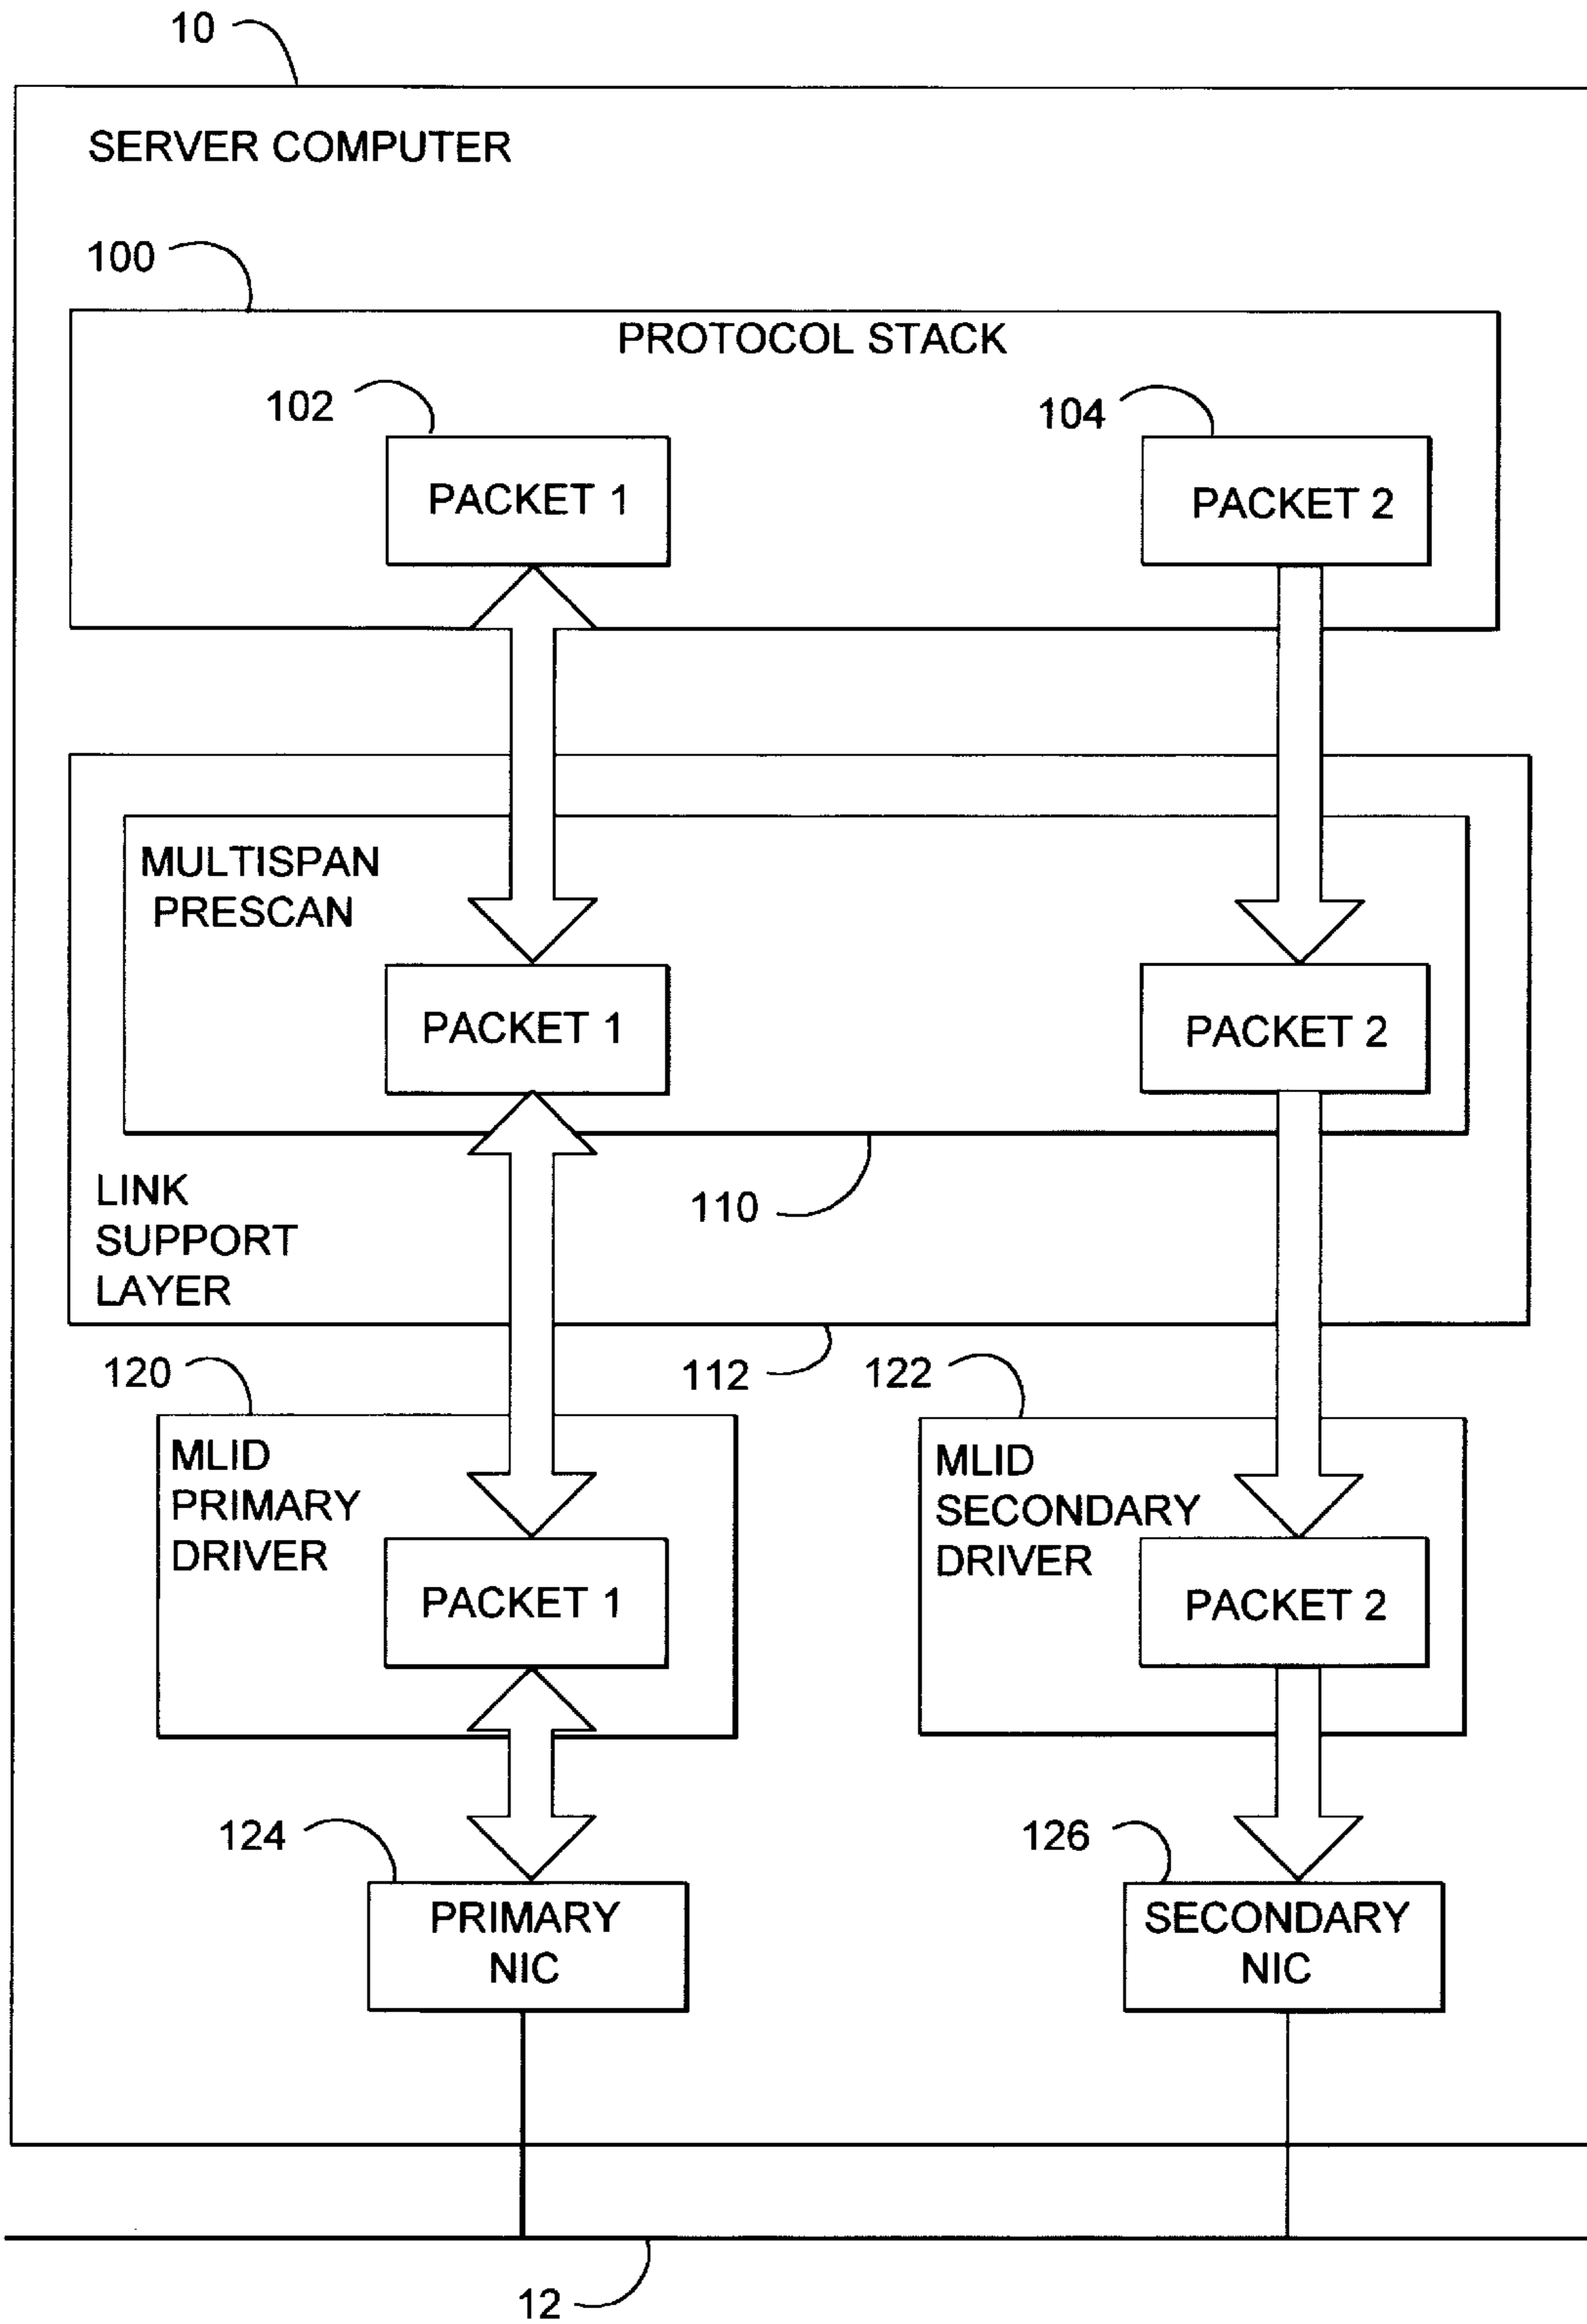 10
SERVER COMPUTER
100
PROTOCOL STACK
102
104
PACKET 1
PACKET 2
MULTISPAN
PRESCAN
PACKET 1
PACKET 2
LINK
SUPPORT
LAYER
110
112
120
122
MLID
PRIMARY
DRIVER
PACKET 1
MLID
SECONDARY
DRIVER
PACKET 2
124
126
PRIMARY
NIC
SECONDARY
NIC
12